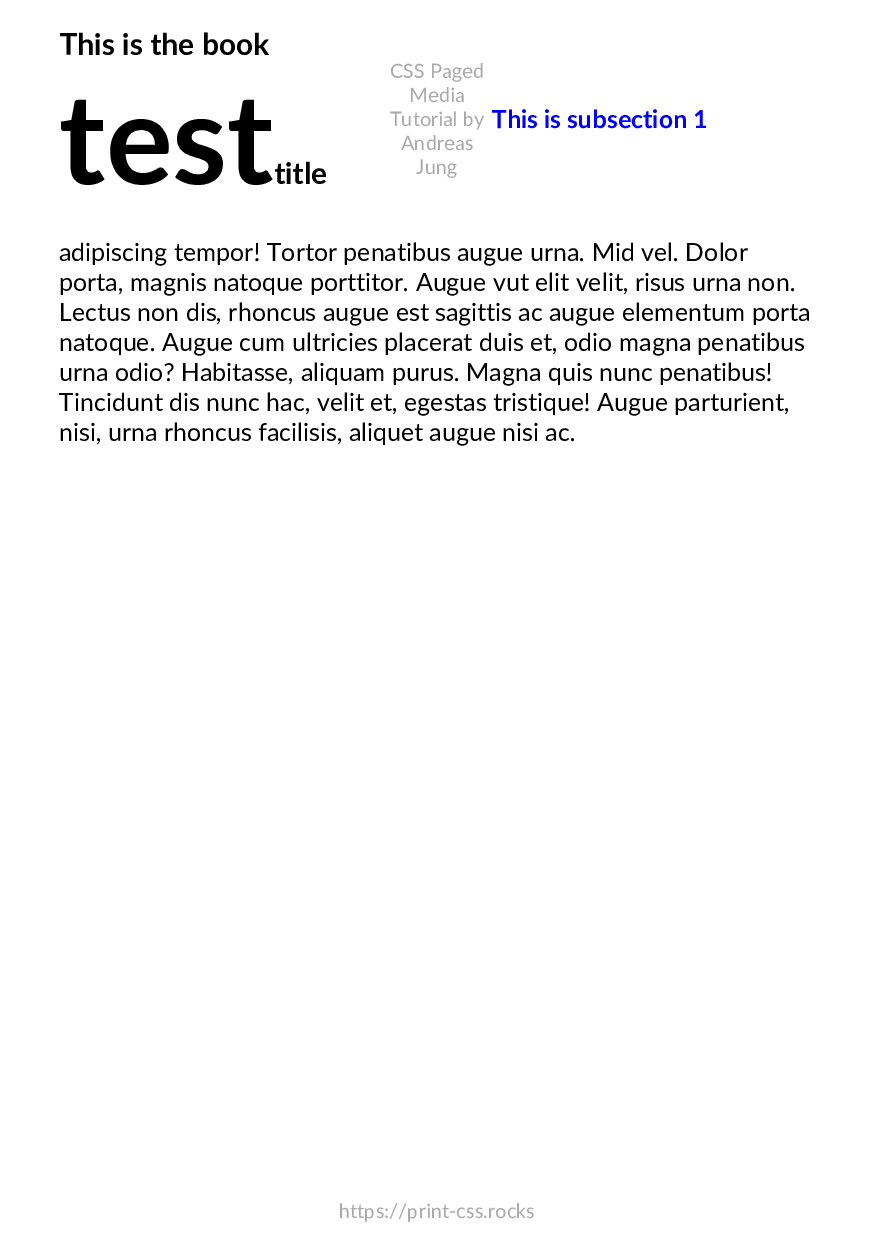 This is the book
testtitle
CSS Paged
Media
Tutorial by
Andreas
Jung
This is subsection 1
adipiscing tempor! Tortor penatibus augue urna. Mid vel. Dolor
porta, magnis natoque porttitor. Augue vut elit velit, risus urna non.
Lectus non dis, rhoncus augue est sagittis ac augue elementum porta
natoque. Augue cum ultricies placerat duis et, odio magna penatibus
urna odio? Habitasse, aliquam purus. Magna quis nunc penatibus!
Tincidunt dis nunc hac, velit et, egestas tristique! Augue parturient,
nisi, urna rhoncus facilisis, aliquet augue nisi ac.
https://print-css.rocks